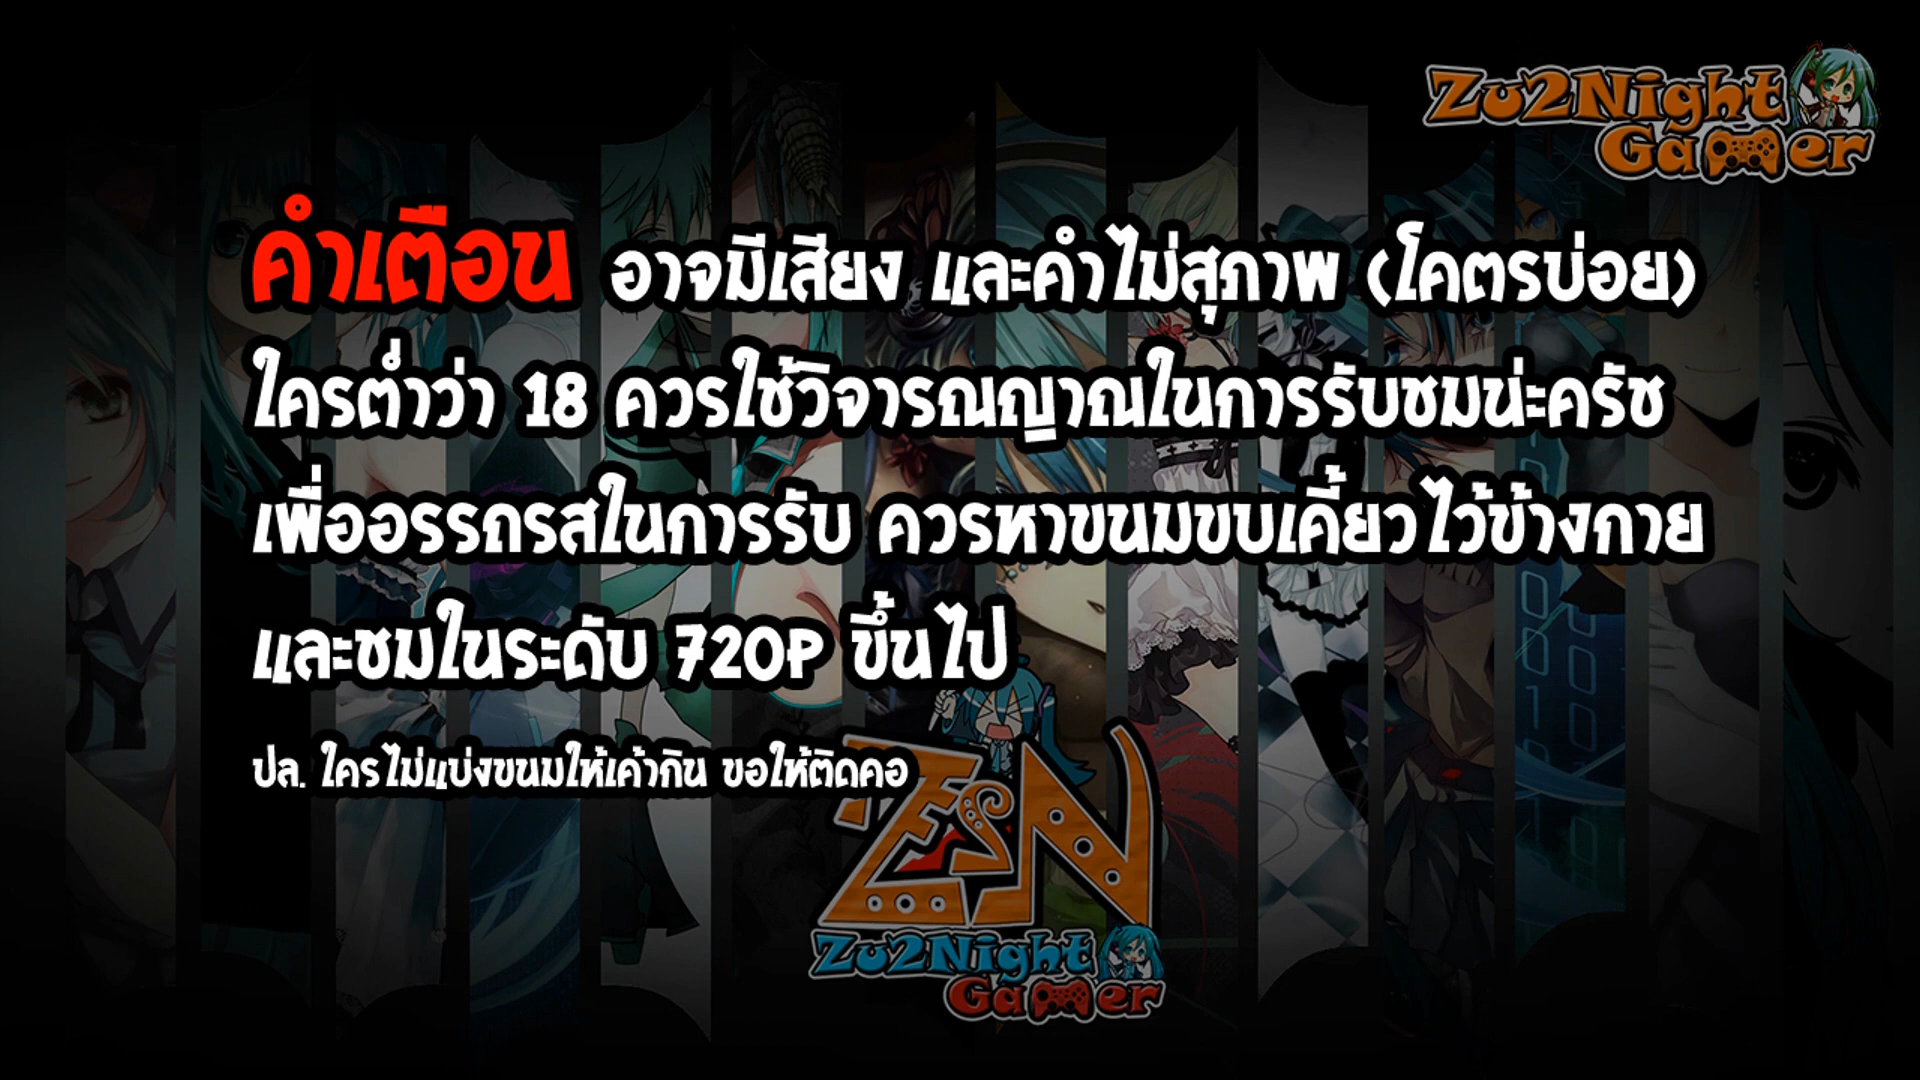 Zu2Night
Gamer
คำเตือน อาจมีเสียง และคำไม่สุภาพ (โคตรบ่อย)
ใครต่ำว่า 18 ควรใช้วิจารณญาณในการรับชมน่ะครัช
เพื่ออรรถรสในการรับ ควรหาขนมขบเคี้ยวไว้ข้างกาย
และชมในระดับ 720P ขึ้นไป
ปล. ใครไม่แบ่งขนมให้เค้ากิน ขอให้ติดคอ
Zu2Night
Gamer